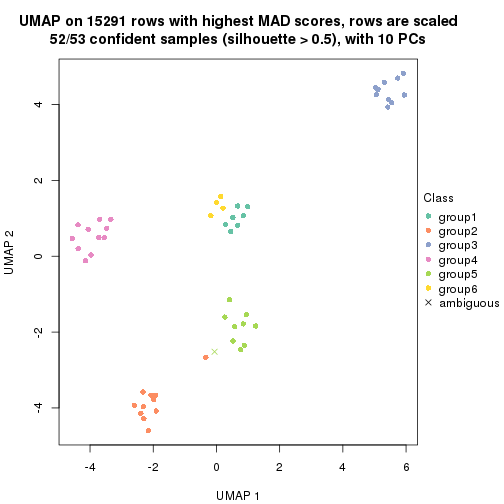 UMAP on 15291 rows with highest MAD scores, rows are scaled
52/53 confident samples (silhouette > 0.5), with 10 PCs
4
2
0
-2
-4
UMAP 2
-4
-2
0
2
4
6
UMAP 1
Class
group1
group2
group3
group4
group5
group6
ambiguous